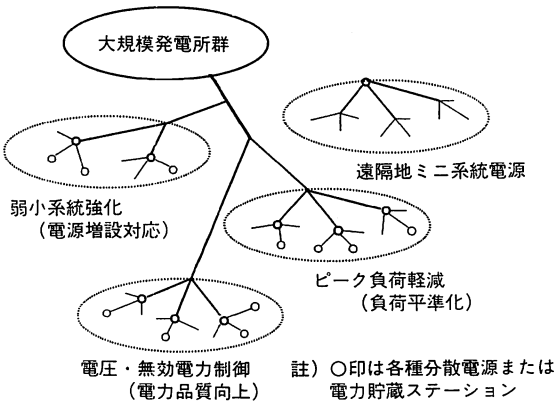 大規模発電所群
遠隔地ミニ系統電源
弱小系統強化
(電源増設対応)
ピーク負荷軽減
(負荷平準化)
電圧・無効電力制御
(電力品質向上)
註)〇印は各種分散電源または
電力貯蔵ステーション